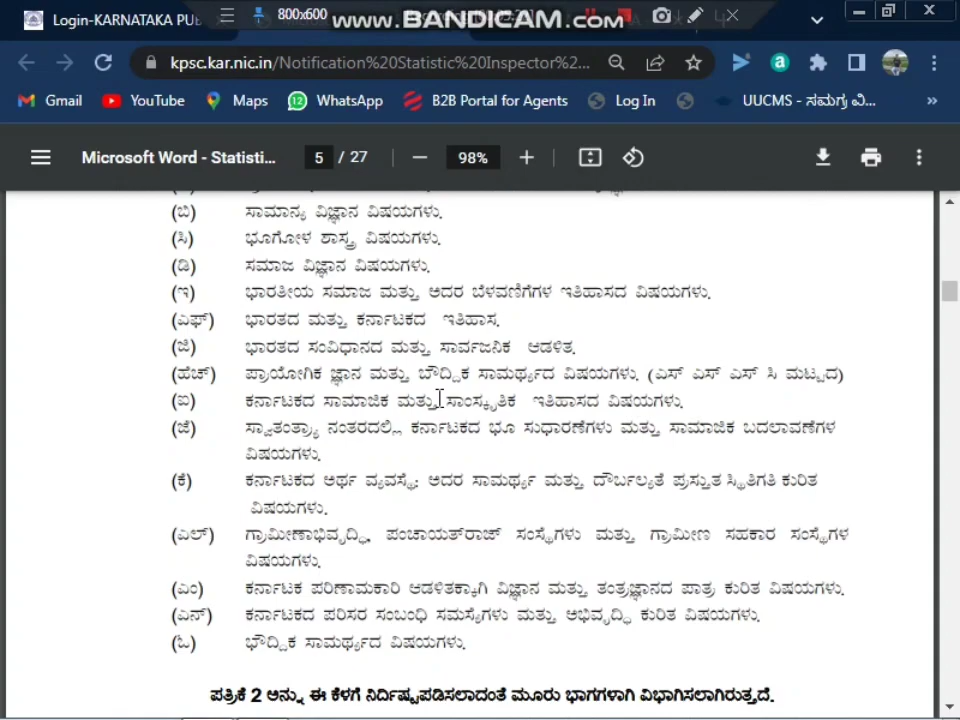 Login-KARNATAKA PUB
800x600
www.BANDICAM.com
kpsc.kar.nic.in/Notification%20Statistic%20Inspector%2...
Gmail
YouTube
Maps
12
WhatsApp
B2B Portal for Agents
Log In
UUCMS - ಸಮಗ್ರ ವಿ...
»
Microsoft Word - Statisti...
5 / 27
98%
(ಬಿ) ಸಾಮಾನ್ಯ ವಿಜ್ಞಾನ ವಿಷಯಗಳು.
(ಸಿ) ಭೂಗೋಳ ಶಾಸ್ತ್ರ ವಿಷಯಗಳು.
(ಡಿ) ಸಮಾಜ ವಿಜ್ಞಾನ ವಿಷಯಗಳು.
(ಇ) ಭಾರತೀಯ ಸಮಾಜ ಮತ್ತು ಅದರ ಬೆಳವಣಿಗೆಗಳ ಇತಿಹಾಸದ ವಿಷಯಗಳು.
(ಎಫ್) ಭಾರತದ ಮತ್ತು ಕರ್ನಾಟಕದ ಇತಿಹಾಸ.
(ಜಿ) ಭಾರತದ ಸಂವಿಧಾನದ ಮತ್ತು ಸಾರ್ವಜನಿಕ ಆಡಳಿತ.
(ಹೆಚ್) ಪ್ರಾಯೋಗಿಕ ಜ್ಞಾನ ಮತ್ತು ಬೌದ್ದಿಕ ಸಾಮರ್ಥ್ಯದ ವಿಷಯಗಳು. (ಎಸ್ ಎಸ್ ಎಸ್ ಸಿ ಮಟ್ಟದ)
(ಐ) ಕರ್ನಾಟಕದ ಸಾಮಾಜಿಕ ಮತ್ತು ಸಾಂಸ್ಕೃತಿಕ ಇತಿಹಾಸದ ವಿಷಯಗಳು.
(ಜೆ) ಸ್ವಾತಂತ್ರ್ಯಾ ನಂತರದಲ್ಲಿ ಕರ್ನಾಟಕದ ಭೂ ಸುಧಾರಣೆಗಳು ಮತ್ತು ಸಾಮಾಜಿಕ ಬದಲಾವಣೆಗಳ
ವಿಷಯಗಳು.
(ಕೆ) ಕರ್ನಾಟಕದ ಅರ್ಥ ವ್ಯವಸ್ಥೆ: ಅದರ ಸಾಮರ್ಥ್ಯ ಮತ್ತು ದೌರ್ಬಲ್ಯತೆ ಪ್ರಸ್ತುತ ಸ್ಥಿತಿಗತಿ ಕುರಿತ
ವಿಷಯಗಳು.
(ಎಲ್) ಗ್ರಾಮೀಣಾಭಿವೃದ್ಧಿ, ಪಂಚಾಯತ್‌ರಾಜ್ ಸಂಸ್ಥೆಗಳು ಮತ್ತು ಗ್ರಾಮೀಣ ಸಹಕಾರ ಸಂಸ್ಥೆಗಳ
ವಿಷಯಗಳು.
(ಎಂ) ಕರ್ನಾಟಕ ಪರಿಣಾಮಕಾರಿ ಆಡಳಿತಕ್ಕಾಗಿ ವಿಜ್ಞಾನ ಮತ್ತು ತಂತ್ರಜ್ಞಾನದ ಪಾತ್ರ ಕುರಿತ ವಿಷಯಗಳು.
(ಎನ್) ಕರ್ನಾಟಕದ ಪರಿಸರ ಸಂಬಂಧಿ ಸಮಸ್ಯೆಗಳು ಮತ್ತು ಅಭಿವೃದ್ಧಿ ಕುರಿತ ವಿಷಯಗಳು.
(ಓ) ಭೌದ್ದಿಕ ಸಾಮರ್ಥ್ಯದ ವಿಷಯಗಳು.
ಪತ್ರಿಕೆ 2 ಅನ್ನು ಈ ಕೆಳಗೆ ನಿರ್ದಿಷ್ಟಪಡಿಸಲಾದಂತೆ ಮೂರು ಭಾಗಗಳಾಗಿ ವಿಭಾಗಿಸಲಾಗಿರುತ್ತದೆ.